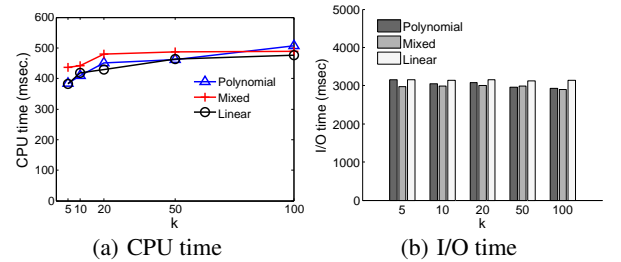 600
500
400
300
200
100
0
CPU time (msec.)
Polynomial
Mixed
Linear
5 10 20 50 100
k
(a) CPU time
5000
4000
3000
2000
1000
0
I/O time (msec)
Polynomial
Mixed
Linear
5 10 20 50 100
k
(b) I/O time